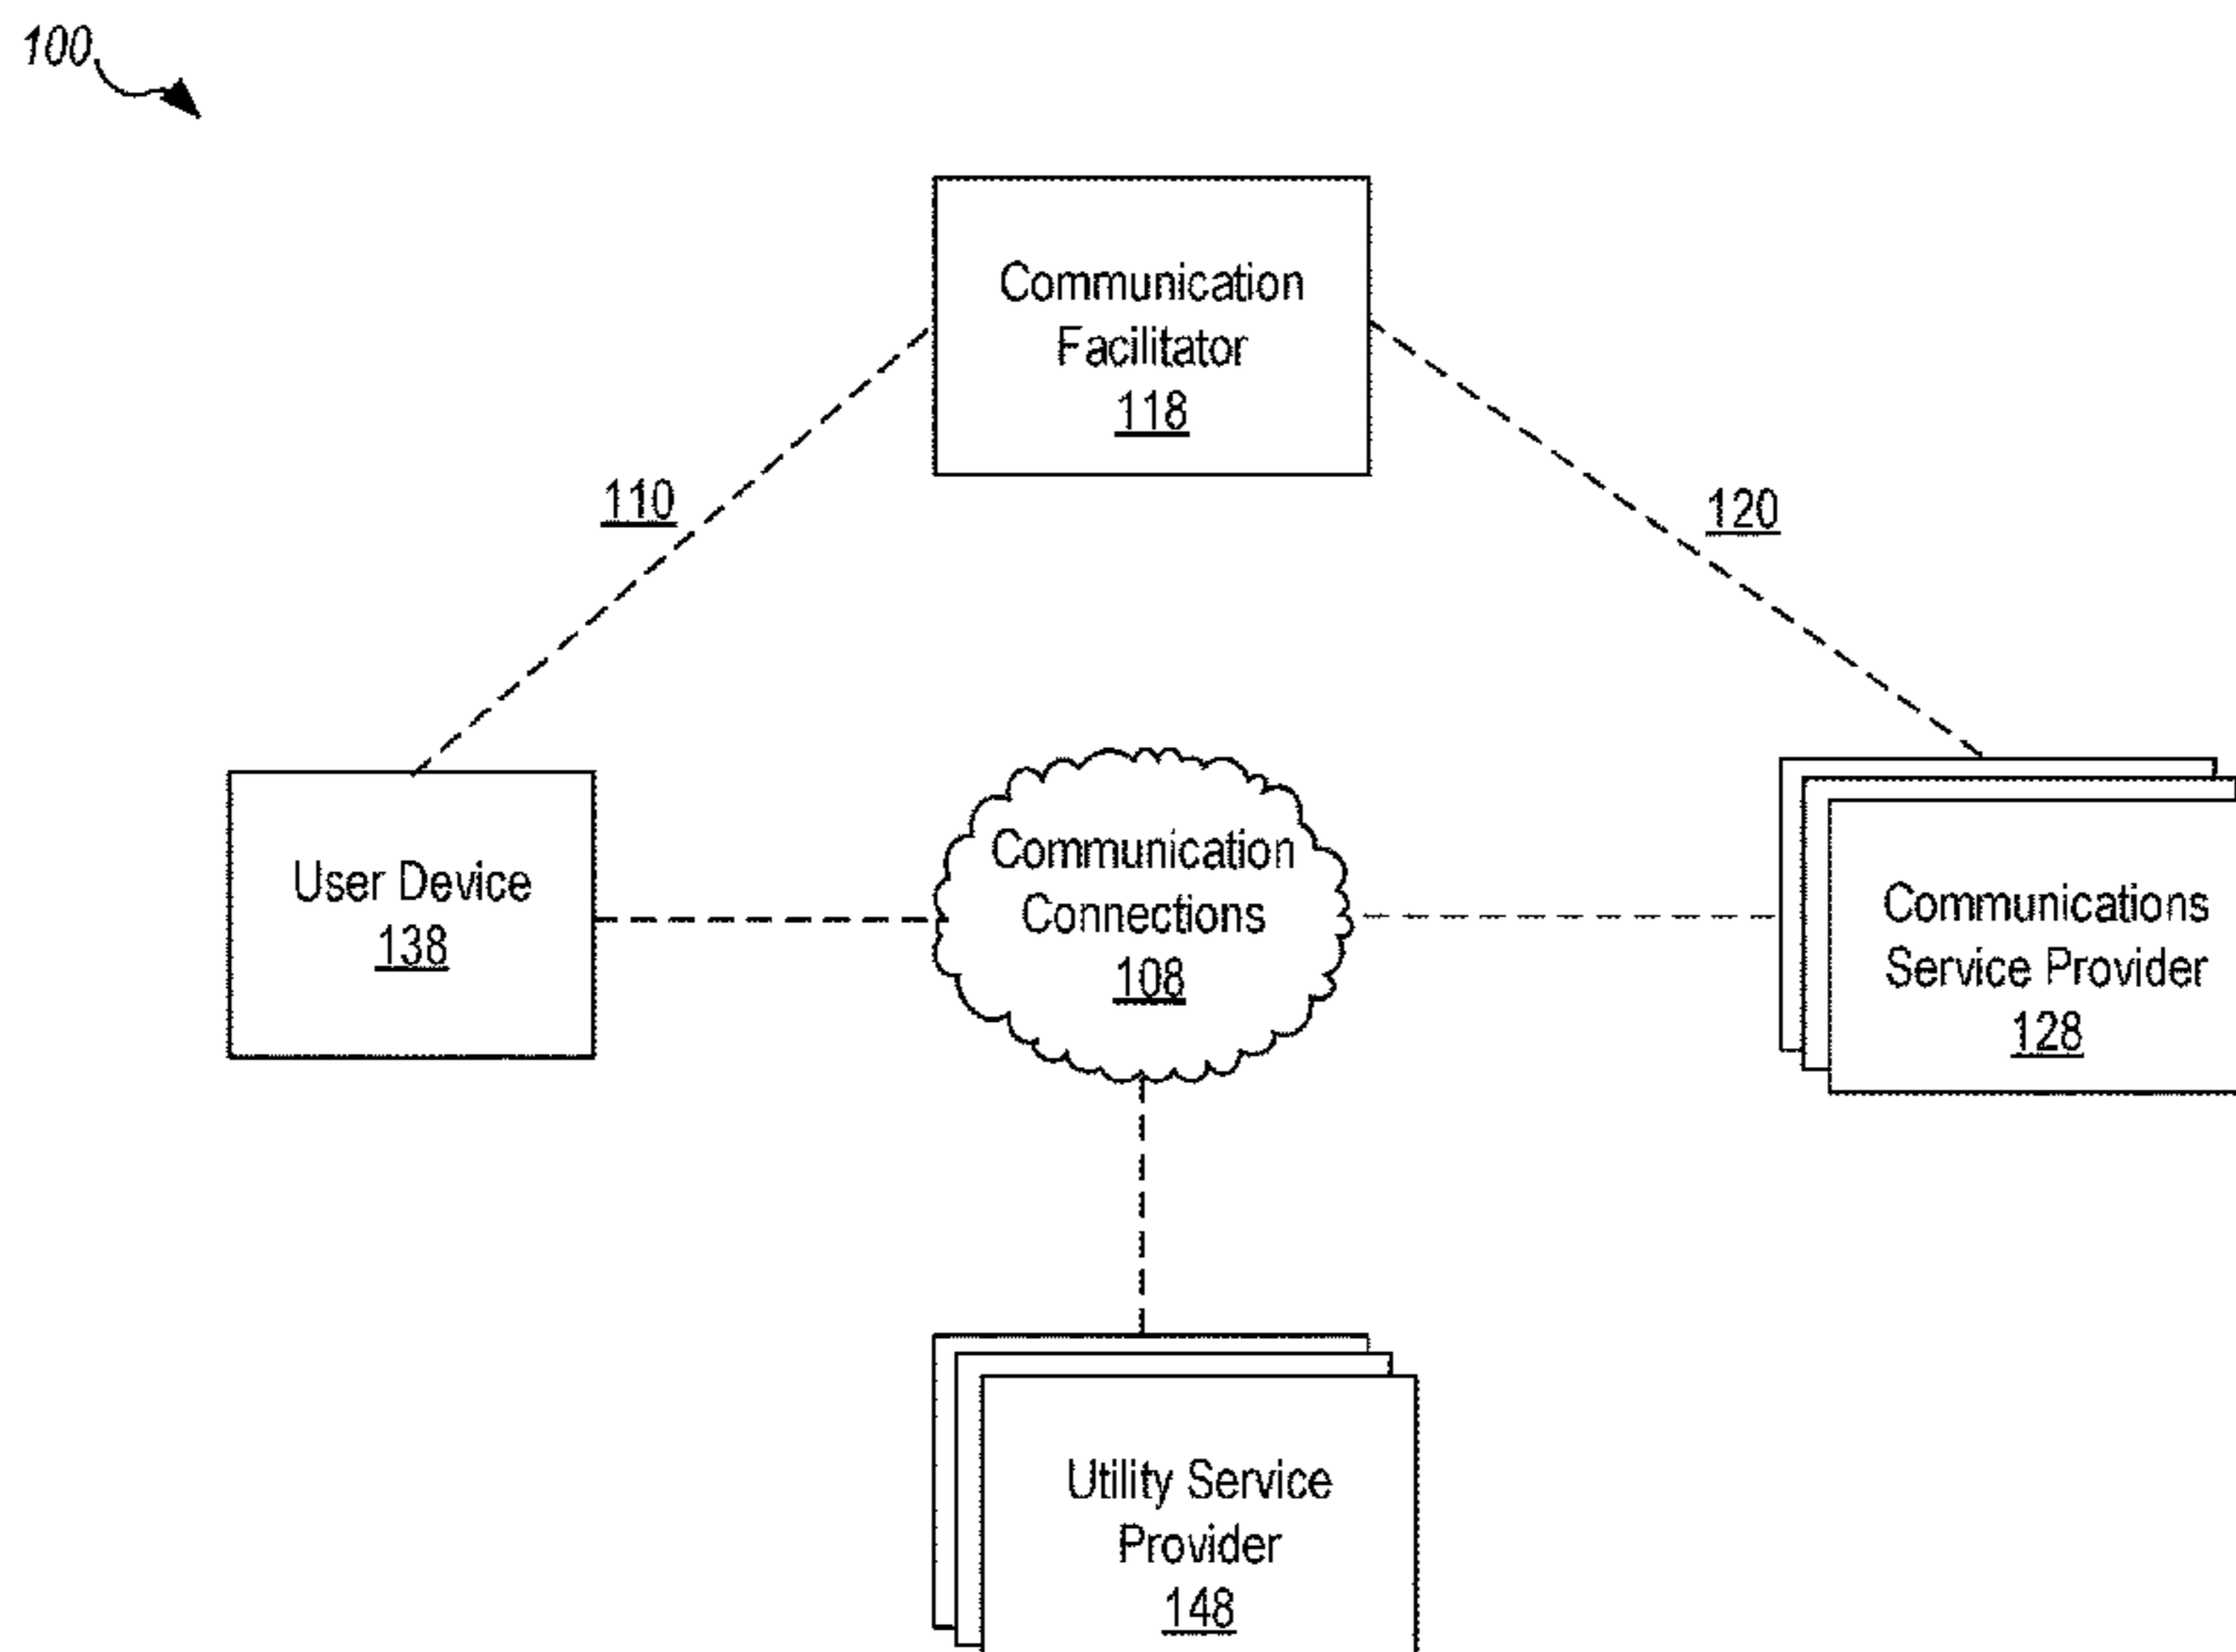 100
Communication
Facilitator
118
110
120
User Device
138
Communication
Connections
108
Communications
Service Provider
128
Utility Service
Provider
148